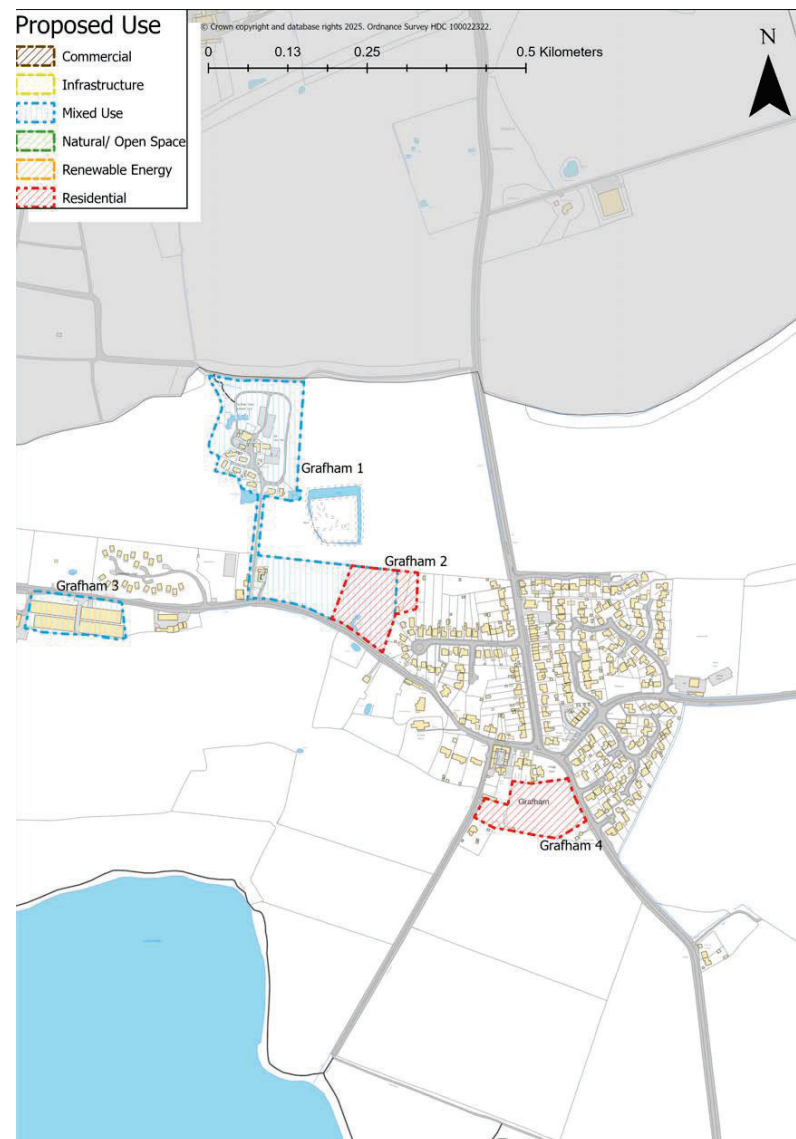 Proposed Use
Commercial
Infrastructure
Mixed Use
Natural/ Open Space
Renewable Energy
Residential
© Crown copyright and database rights 2025. Ordnance Survey HDC 100022322.
0 0.13 0.25 0.5 Kilometers
N
Grafham 1
Grafham 2
Grafham 3
Grafham
Grafham 4